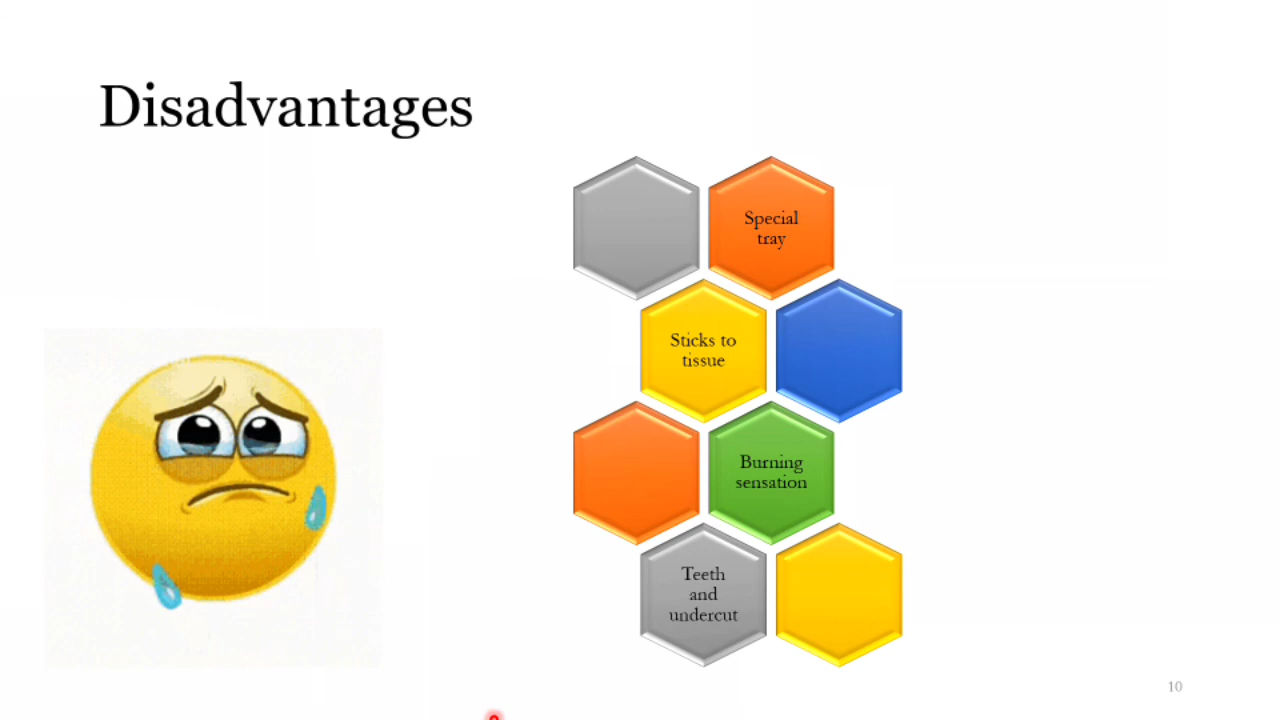 Disadvantages
Special
tray
Sticks to
tissue
Burning
sensation
Teeth
and
undercut
10